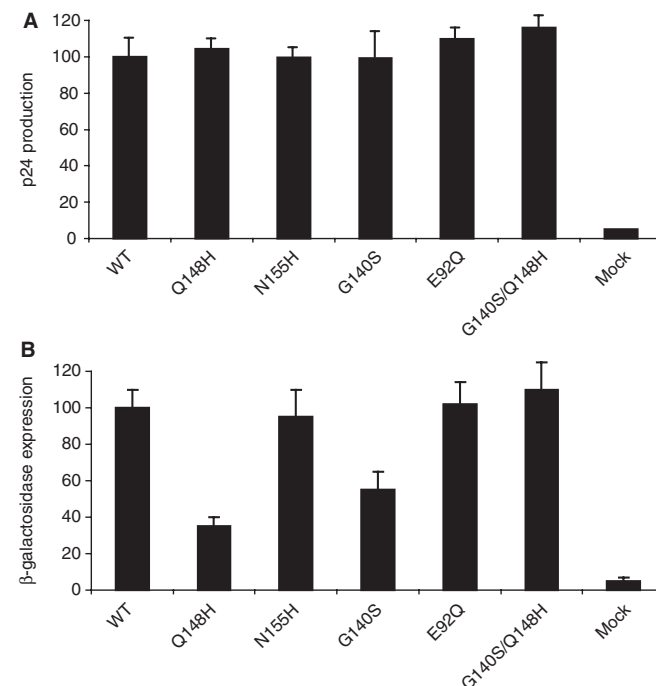 A
p24 production
120
100
80
60
40
20
0
WT
Q148H
N155H
G140S
E92Q
G140S/Q148H
Mock
B
β-galactosidase expression
120
100
80
60
40
20
0
WT
Q148H
N155H
G140S
E92Q
G140S/Q148H
Mock